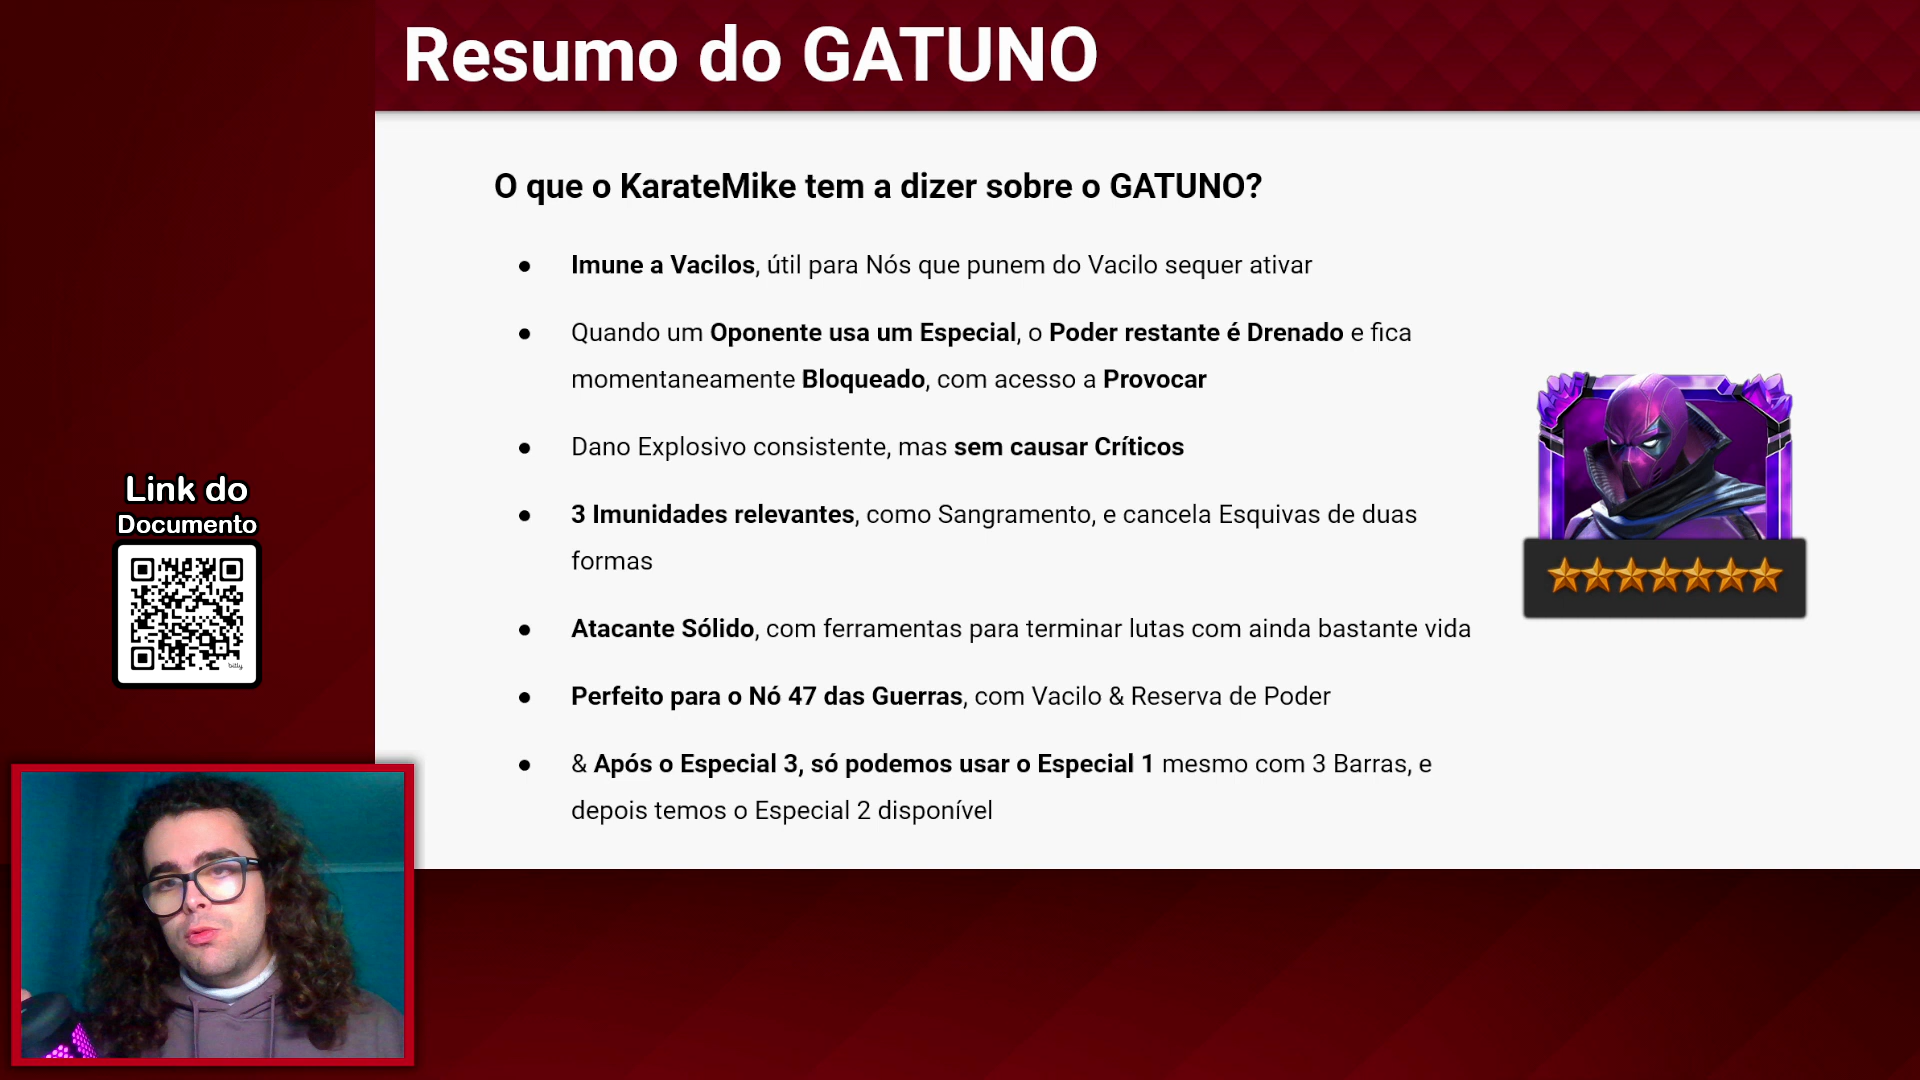 Resumo do GATUNO
O que o KarateMike tem a dizer sobre o GATUNO?
● Imune a Vacilos, útil para Nós que punem do Vacilo sequer ativar
● Quando um Oponente usa um Especial, o Poder restante é Drenado e fica
momentaneamente Bloqueado, com acesso a Provocar
● Dano Explosivo consistente, mas sem causar Críticos
● 3 Imunidades relevantes, como Sangramento, e cancela Esquivas de duas
formas
● Atacante Sólido, com ferramentas para terminar lutas com ainda bastante vida
● Perfeito para o Nó 47 das Guerras, com Vacilo & Reserva de Poder
● & Após o Especial 3, só podemos usar o Especial 1 mesmo com 3 Barras, e
depois temos o Especial 2 disponível
Link do
Documento
bitly